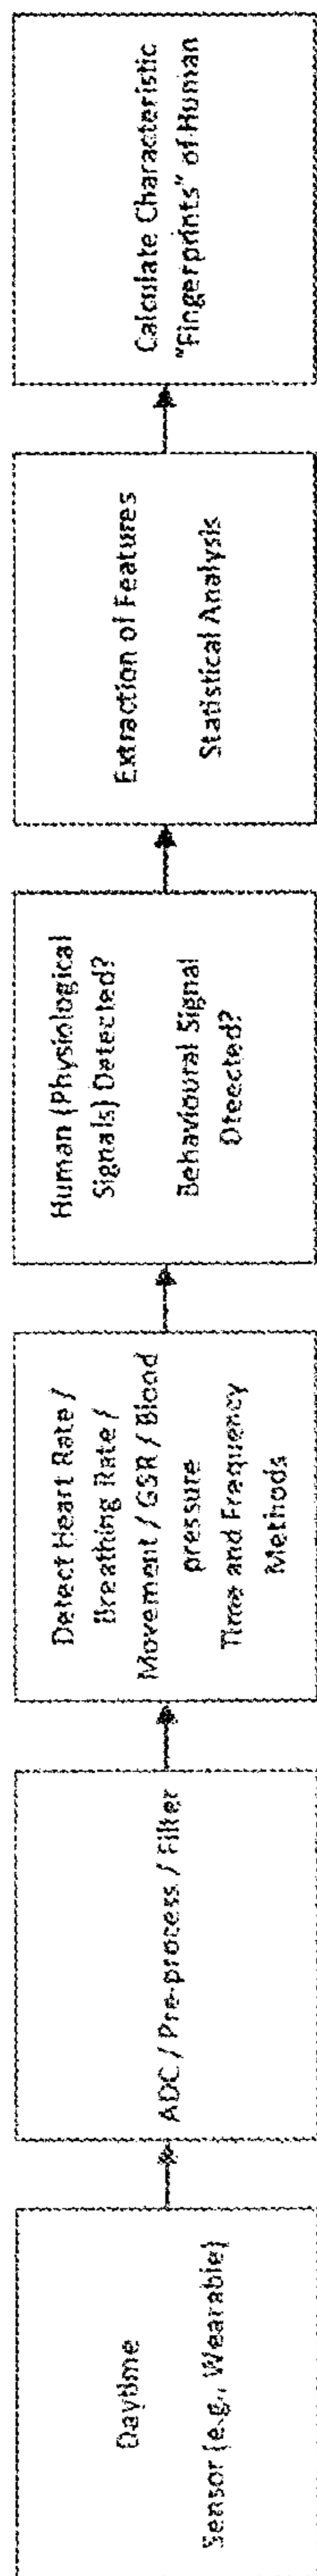 Daytime
Sensor (e.g., Wearable)
ADC / Pre-process / Filter
Detect Heart Rate /
Breathing Rate /
Movement / GSR / Blood
pressure
Time and Frequency
Methods
Human (Physiological
Signals) Detected?
Behavioural Signal
Dteected?
Extraction of Features
Statistical Analysis
Calculate Characteristic
"Fingerprints" of Human